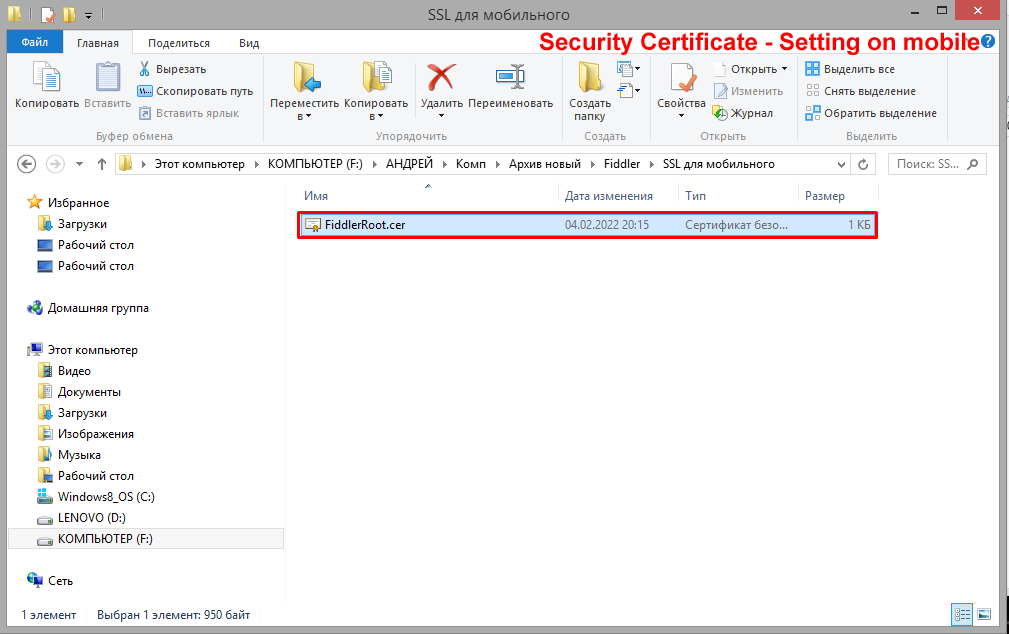 SSL для мобильного
Файл Главная Поделиться Вид
Security Certificate - Setting on mobile
Копировать Вставить Вырезать
Скопировать путь
Вставить ярлык
Буфер обмена
Переместить в Копировать в Удалить Переименовать
Упорядочить
Создать папку
Создать
Свойства Открыть
Изменить
Журнал
Открыть
Выделить все
Снять выделение
Обратить выделение
Выделить
Этот компьютер КОМПЬЮТЕР (F:) АНДРЕЙ Комп Архив новый Fiddler SSL для мобильного
Поиск: SS...
Избранное
Загрузки
Рабочий стол
Рабочий стол
Домашняя группа
Этот компьютер
Видео
Документы
Загрузки
Изображения
Музыка
Рабочий стол
Windows8_OS (C:)
LENOVO (D:)
КОМПЬЮТЕР (F:)
Сеть
Имя Дата изменения Тип Размер
FiddlerRoot.cer 04.02.2022 20:15 Сертификат безо... 1 КБ
1 элемент Выбран 1 элемент: 950 байт